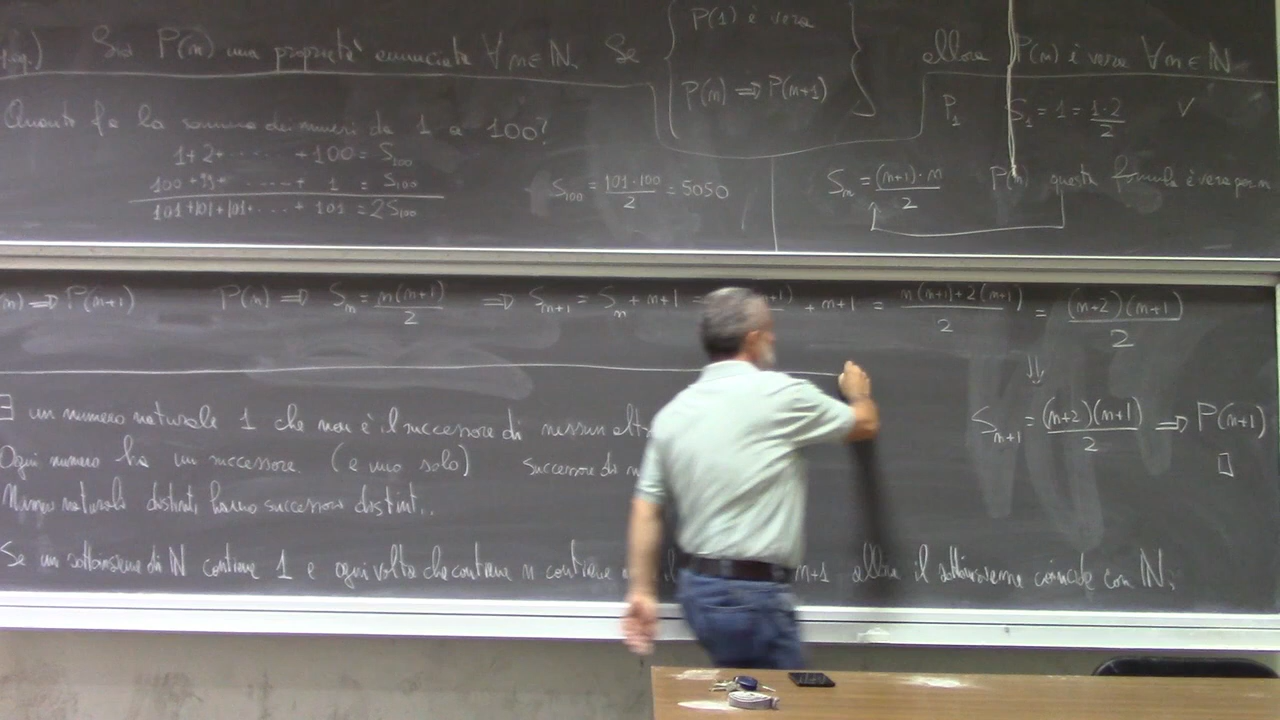 Sia P(n) una proprietà enunciata ∀n∈N. Se { P(1) è vera
P(n) ⇒ P(n+1) } allora P(n) è vera ∀n∈N
Quanto fa la somma dei numeri da 1 a 100?
1+2+······+100 = S₁₀₀
100+99+·····+ 1 = S₁₀₀
101+101+101+···+ 101 = 2S₁₀₀
S₁₀₀ = (101·100)/2 = 5050
P₁ S₁ = 1 = (1·2)/2 V
Sₙ = ((n+1)·n)/2 P(n) questa formula è vera per n
(n) ⇒ P(n+1) P(n) ⇒ Sₙ = n(n+1)/2 ⇒ Sₙ₊₁ = Sₙ + n+1 = +1) + n+1 = (n(n+1)+2(n+1))/2 = ((n+2)(n+1))/2
⇓
Sₙ₊₁ = ((n+2)(n+1))/2 ⇒ P(n+1)
□
∃ un numero naturale 1 che non è il successore di nessun altr
Ogni numero ha un successore (e uno solo) successore di n
Numeri naturali distinti hanno successori distinti.
Se un sottoinsieme di N contiene 1 e ogni volta che contiene n contiene il n+1 allora il sottoinsieme coincide con N.